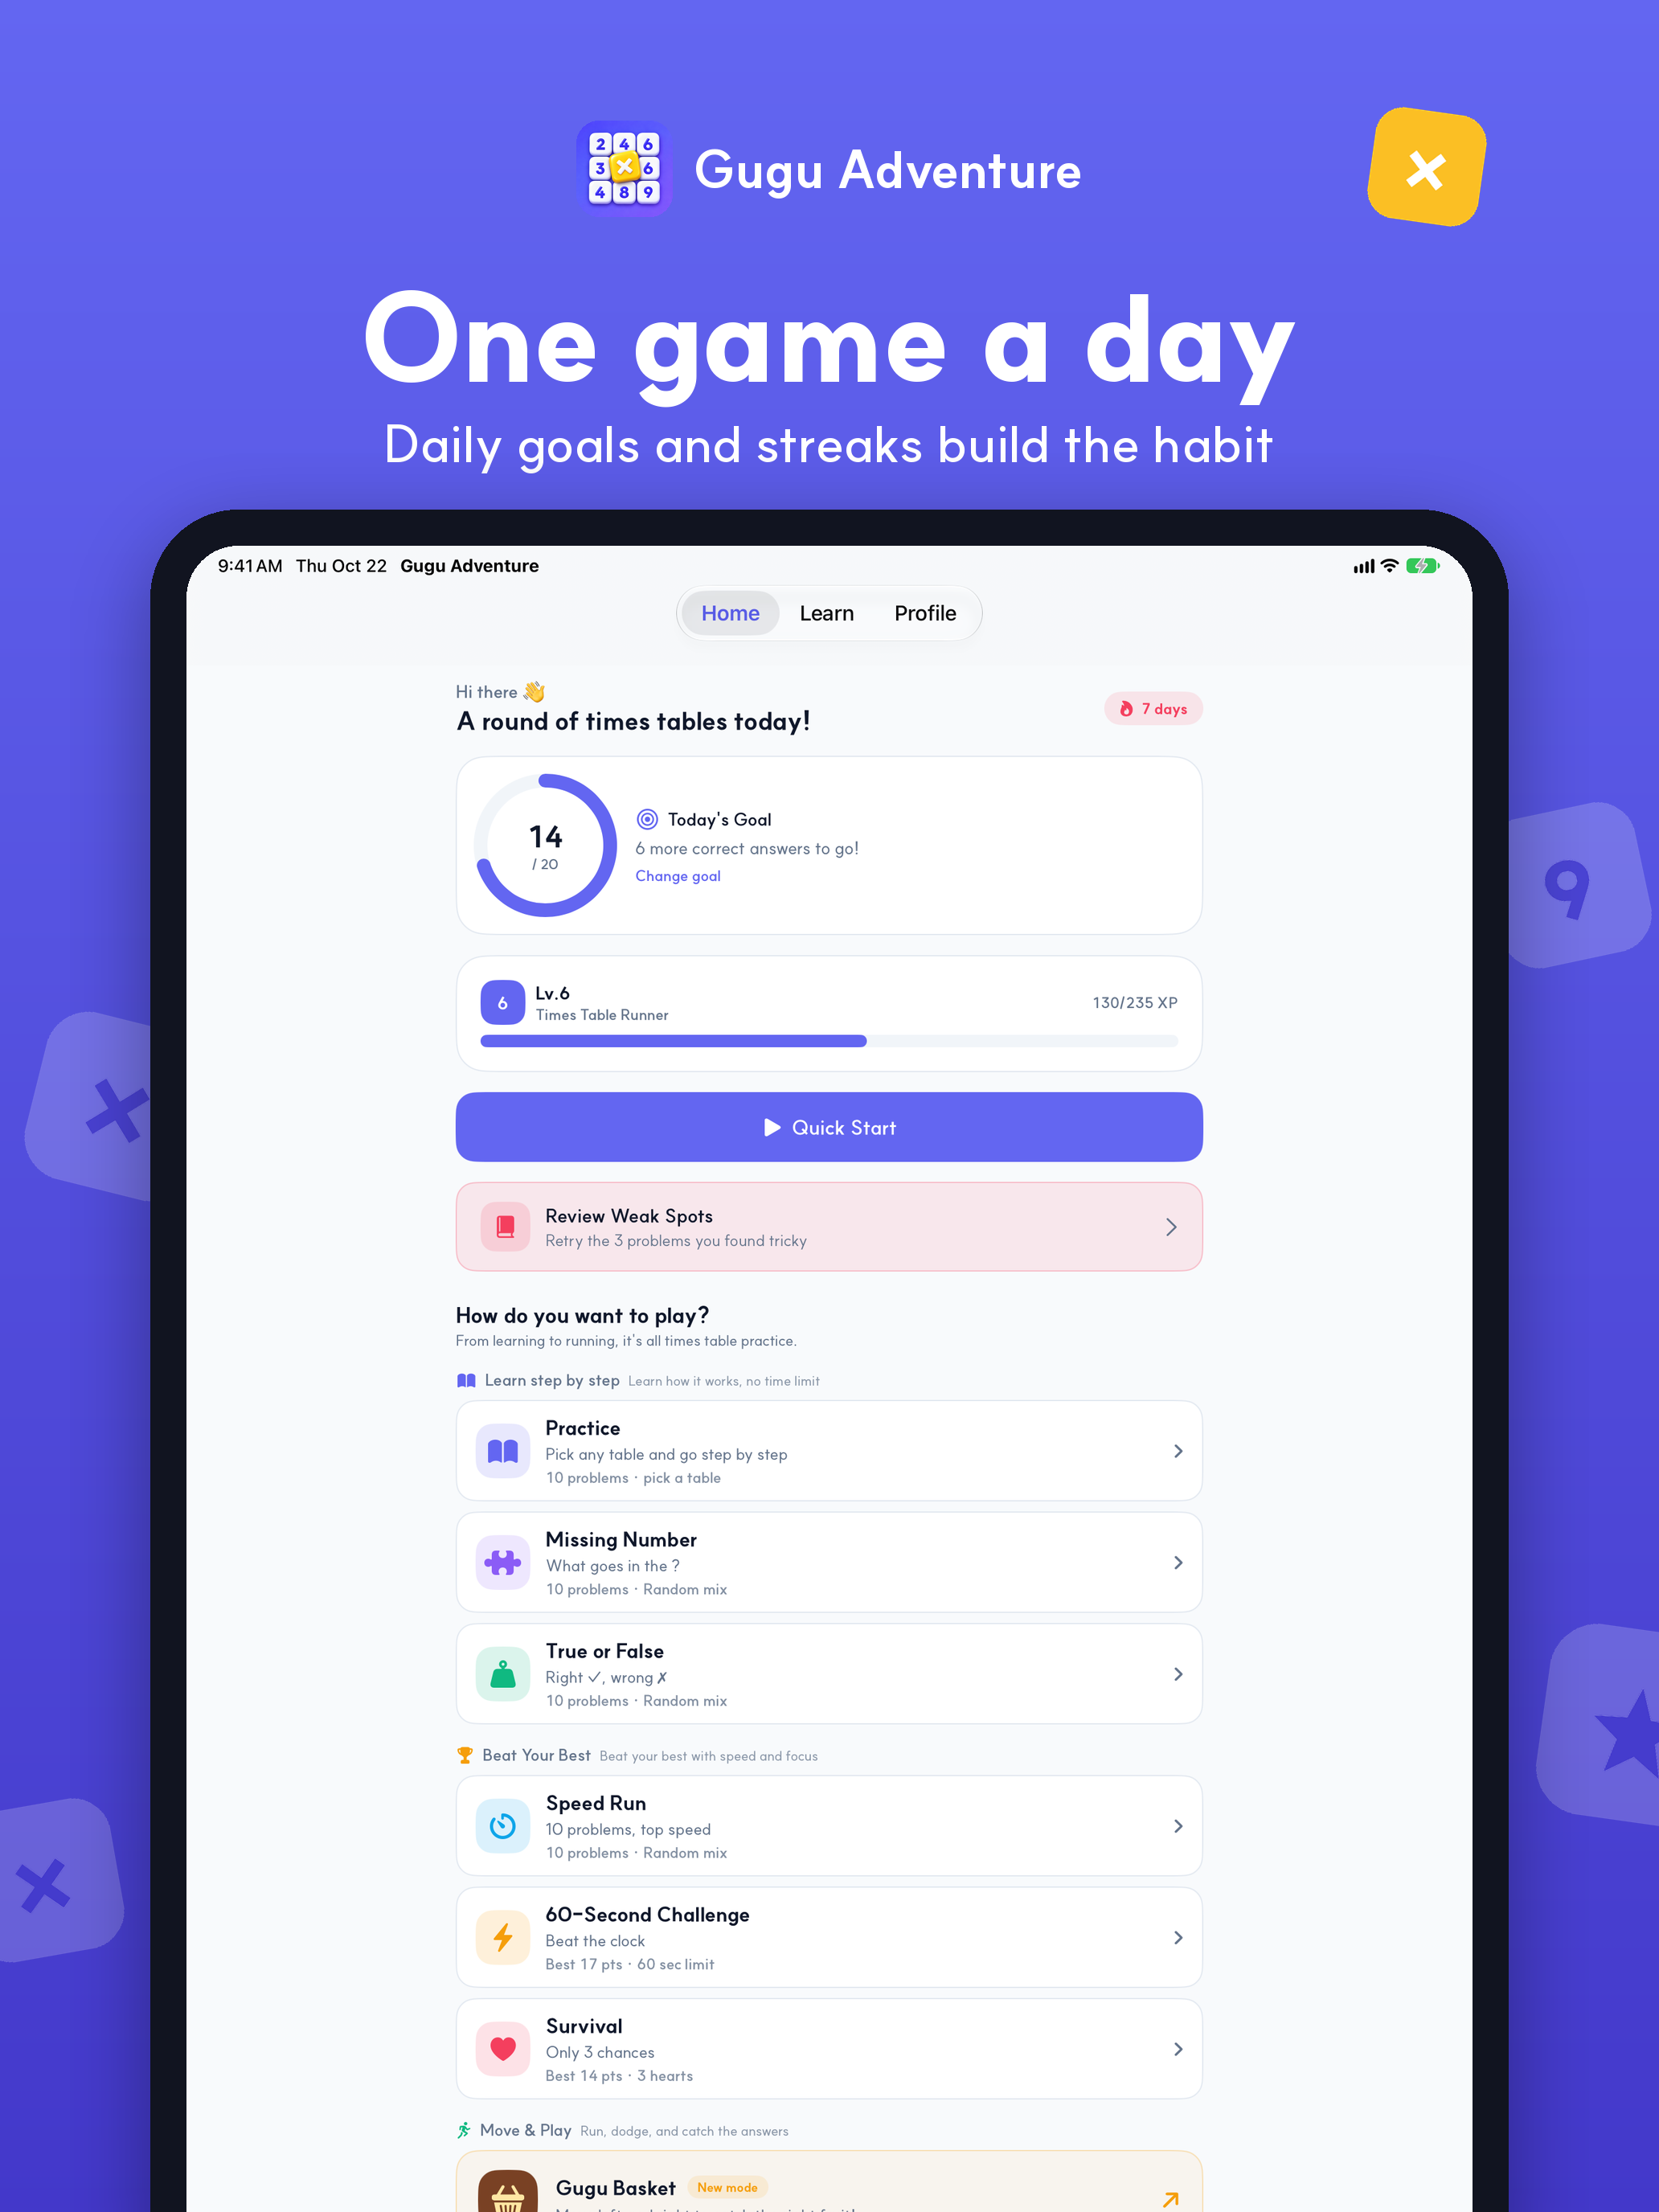 2 4 6
3 × 6
4 8 9
Gugu Adventure
×
One game a day
Daily goals and streaks build the habit
9:41 AM Thu Oct 22 Gugu Adventure
Home Learn Profile
Hi there 👋
A round of times tables today!
7 days
14
/ 20
Today's Goal
6 more correct answers to go!
Change goal
9
6
Lv.6
Times Table Runner
130/235 XP
×
Quick Start
Review Weak Spots
Retry the 3 problems you found tricky
How do you want to play?
From learning to running, it's all times table practice.
Learn step by step Learn how it works, no time limit
Practice
Pick any table and go step by step
10 problems · pick a table
Missing Number
What goes in the ?
10 problems · Random mix
True or False
Right ✓, wrong ✗
10 problems · Random mix
Beat Your Best Beat your best with speed and focus
Speed Run
10 problems, top speed
10 problems · Random mix
×
60-Second Challenge
Beat the clock
Best 17 pts · 60 sec limit
Survival
Only 3 chances
Best 14 pts · 3 hearts
Move & Play Run, dodge, and catch the answers
Gugu Basket New mode